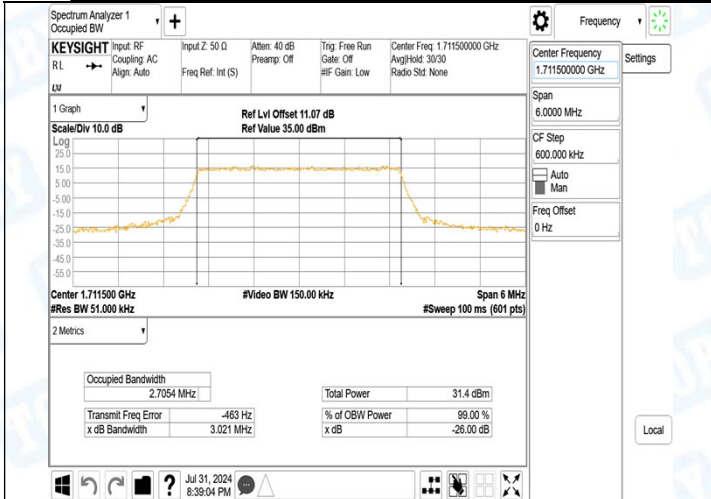 Spectrum Analyzer 1
Occupied BW
+
Frequency
KEYSIGHT
RL
Input: RF
Coupling: AC
Align: Auto
Input Z: 50 Ω
Freq Ref: Int (S)
Atten: 40 dB
Preamp: Off
Trig: Free Run
Gate: Off
#IF Gain: Low
Center Freq: 1.711500000 GHz
Avg|Hold: 30/30
Radio Std: None
Center Frequency
1.711500000 GHz
Settings
Span
6.0000 MHz
CF Step
600.000 kHz
Auto
Man
Freq Offset
0 Hz
1 Graph
Scale/Div 10.0 dB
Ref Lvl Offset 11.07 dB
Ref Value 35.00 dBm
Log
25.0
15.0
5.00
-5.00
-15.0
-25.0
-35.0
-45.0
-55.0
Center 1.711500 GHz
#Res BW 51.000 kHz
#Video BW 150.00 kHz
Span 6 MHz
#Sweep 100 ms (601 pts)
2 Metrics
Occupied Bandwidth
2.7054 MHz
Transmit Freq Error -463 Hz
x dB Bandwidth 3.021 MHz
Total Power 31.4 dBm
% of OBW Power 99.00 %
x dB -26.00 dB
Local
?
Jul 31, 2024
8:39:04 PM